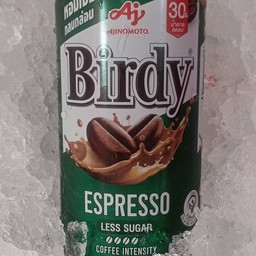 AJINOMOTO
30
Birdy
ESPRESSO
LESS SUGAR
COFFEE INTENSITY